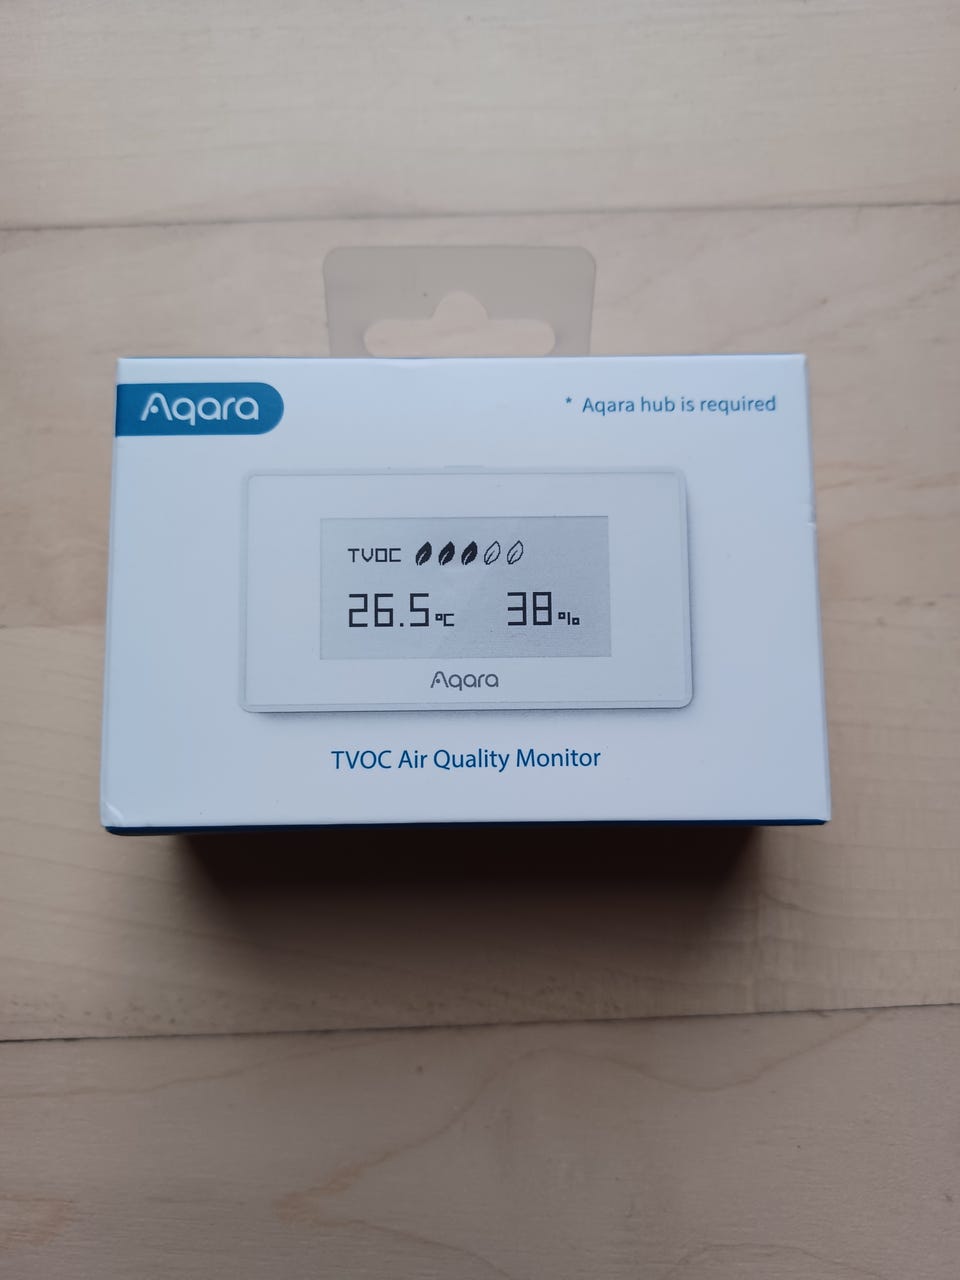 Aqara
* Aqara hub is required
TVOC
26.5°C 38%
Aqara
TVOC Air Quality Monitor